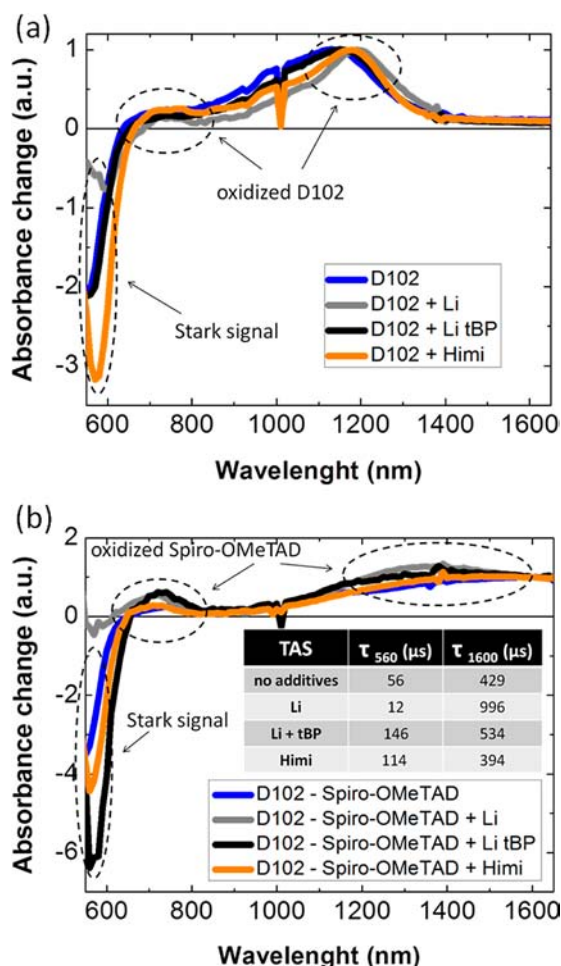 (a)
Absorbance change (a.u.)
1
0
-1
-2
-3
oxidized D102
Stark signal
D102
D102 + Li
D102 + Li tBP
D102 + Himi
600 800 1000 1200 1400 1600
Wavelenght (nm)
(b)
Absorbance change (a.u.)
2
0
-2
-4
-6
oxidized Spiro-OMeTAD
Stark signal
TAS τ 560 (μs) τ 1600 (μs)
no additives 56 429
Li 12 996
Li + tBP 146 534
Himi 114 394
D102 - Spiro-OMeTAD
D102 - Spiro-OMeTAD + Li
D102 - Spiro-OMeTAD + Li tBP
D102 - Spiro-OMeTAD + Himi
600 800 1000 1200 1400 1600
Wavelenght (nm)